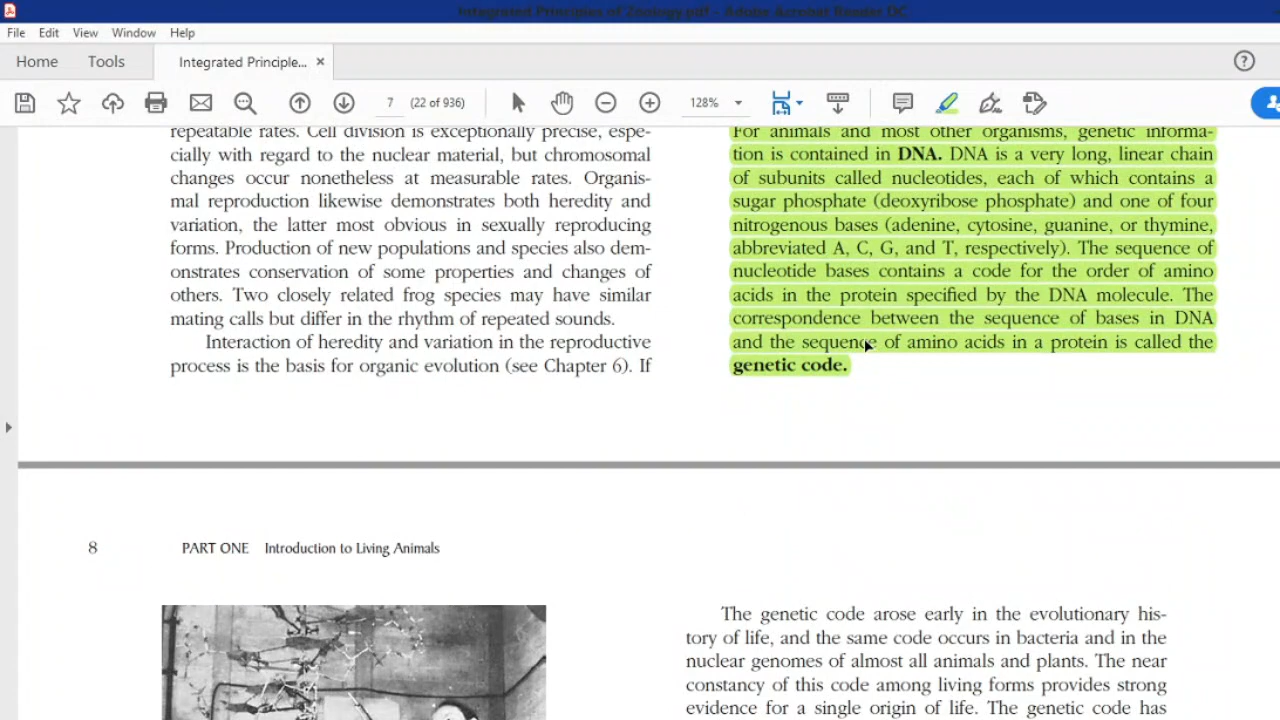 Integrated Principles of Zoology.pdf - Adobe Acrobat Reader DC
File Edit View Window Help
Home Tools Integrated Principle... ×
7 (22 of 936) 128%
repeatable rates. Cell division is exceptionally precise, espe-
cially with regard to the nuclear material, but chromosomal
changes occur nonetheless at measurable rates. Organis-
mal reproduction likewise demonstrates both heredity and
variation, the latter most obvious in sexually reproducing
forms. Production of new populations and species also dem-
onstrates conservation of some properties and changes of
others. Two closely related frog species may have similar
mating calls but differ in the rhythm of repeated sounds.
Interaction of heredity and variation in the reproductive
process is the basis for organic evolution (see Chapter 6). If
For animals and most other organisms, genetic informa-
tion is contained in DNA. DNA is a very long, linear chain
of subunits called nucleotides, each of which contains a
sugar phosphate (deoxyribose phosphate) and one of four
nitrogenous bases (adenine, cytosine, guanine, or thymine,
abbreviated A, C, G, and T, respectively). The sequence of
nucleotide bases contains a code for the order of amino
acids in the protein specified by the DNA molecule. The
correspondence between the sequence of bases in DNA
and the sequence of amino acids in a protein is called the
genetic code.
8 PART ONE Introduction to Living Animals
The genetic code arose early in the evolutionary his-
tory of life, and the same code occurs in bacteria and in the
nuclear genomes of almost all animals and plants. The near
constancy of this code among living forms provides strong
evidence for a single origin of life. The genetic code has